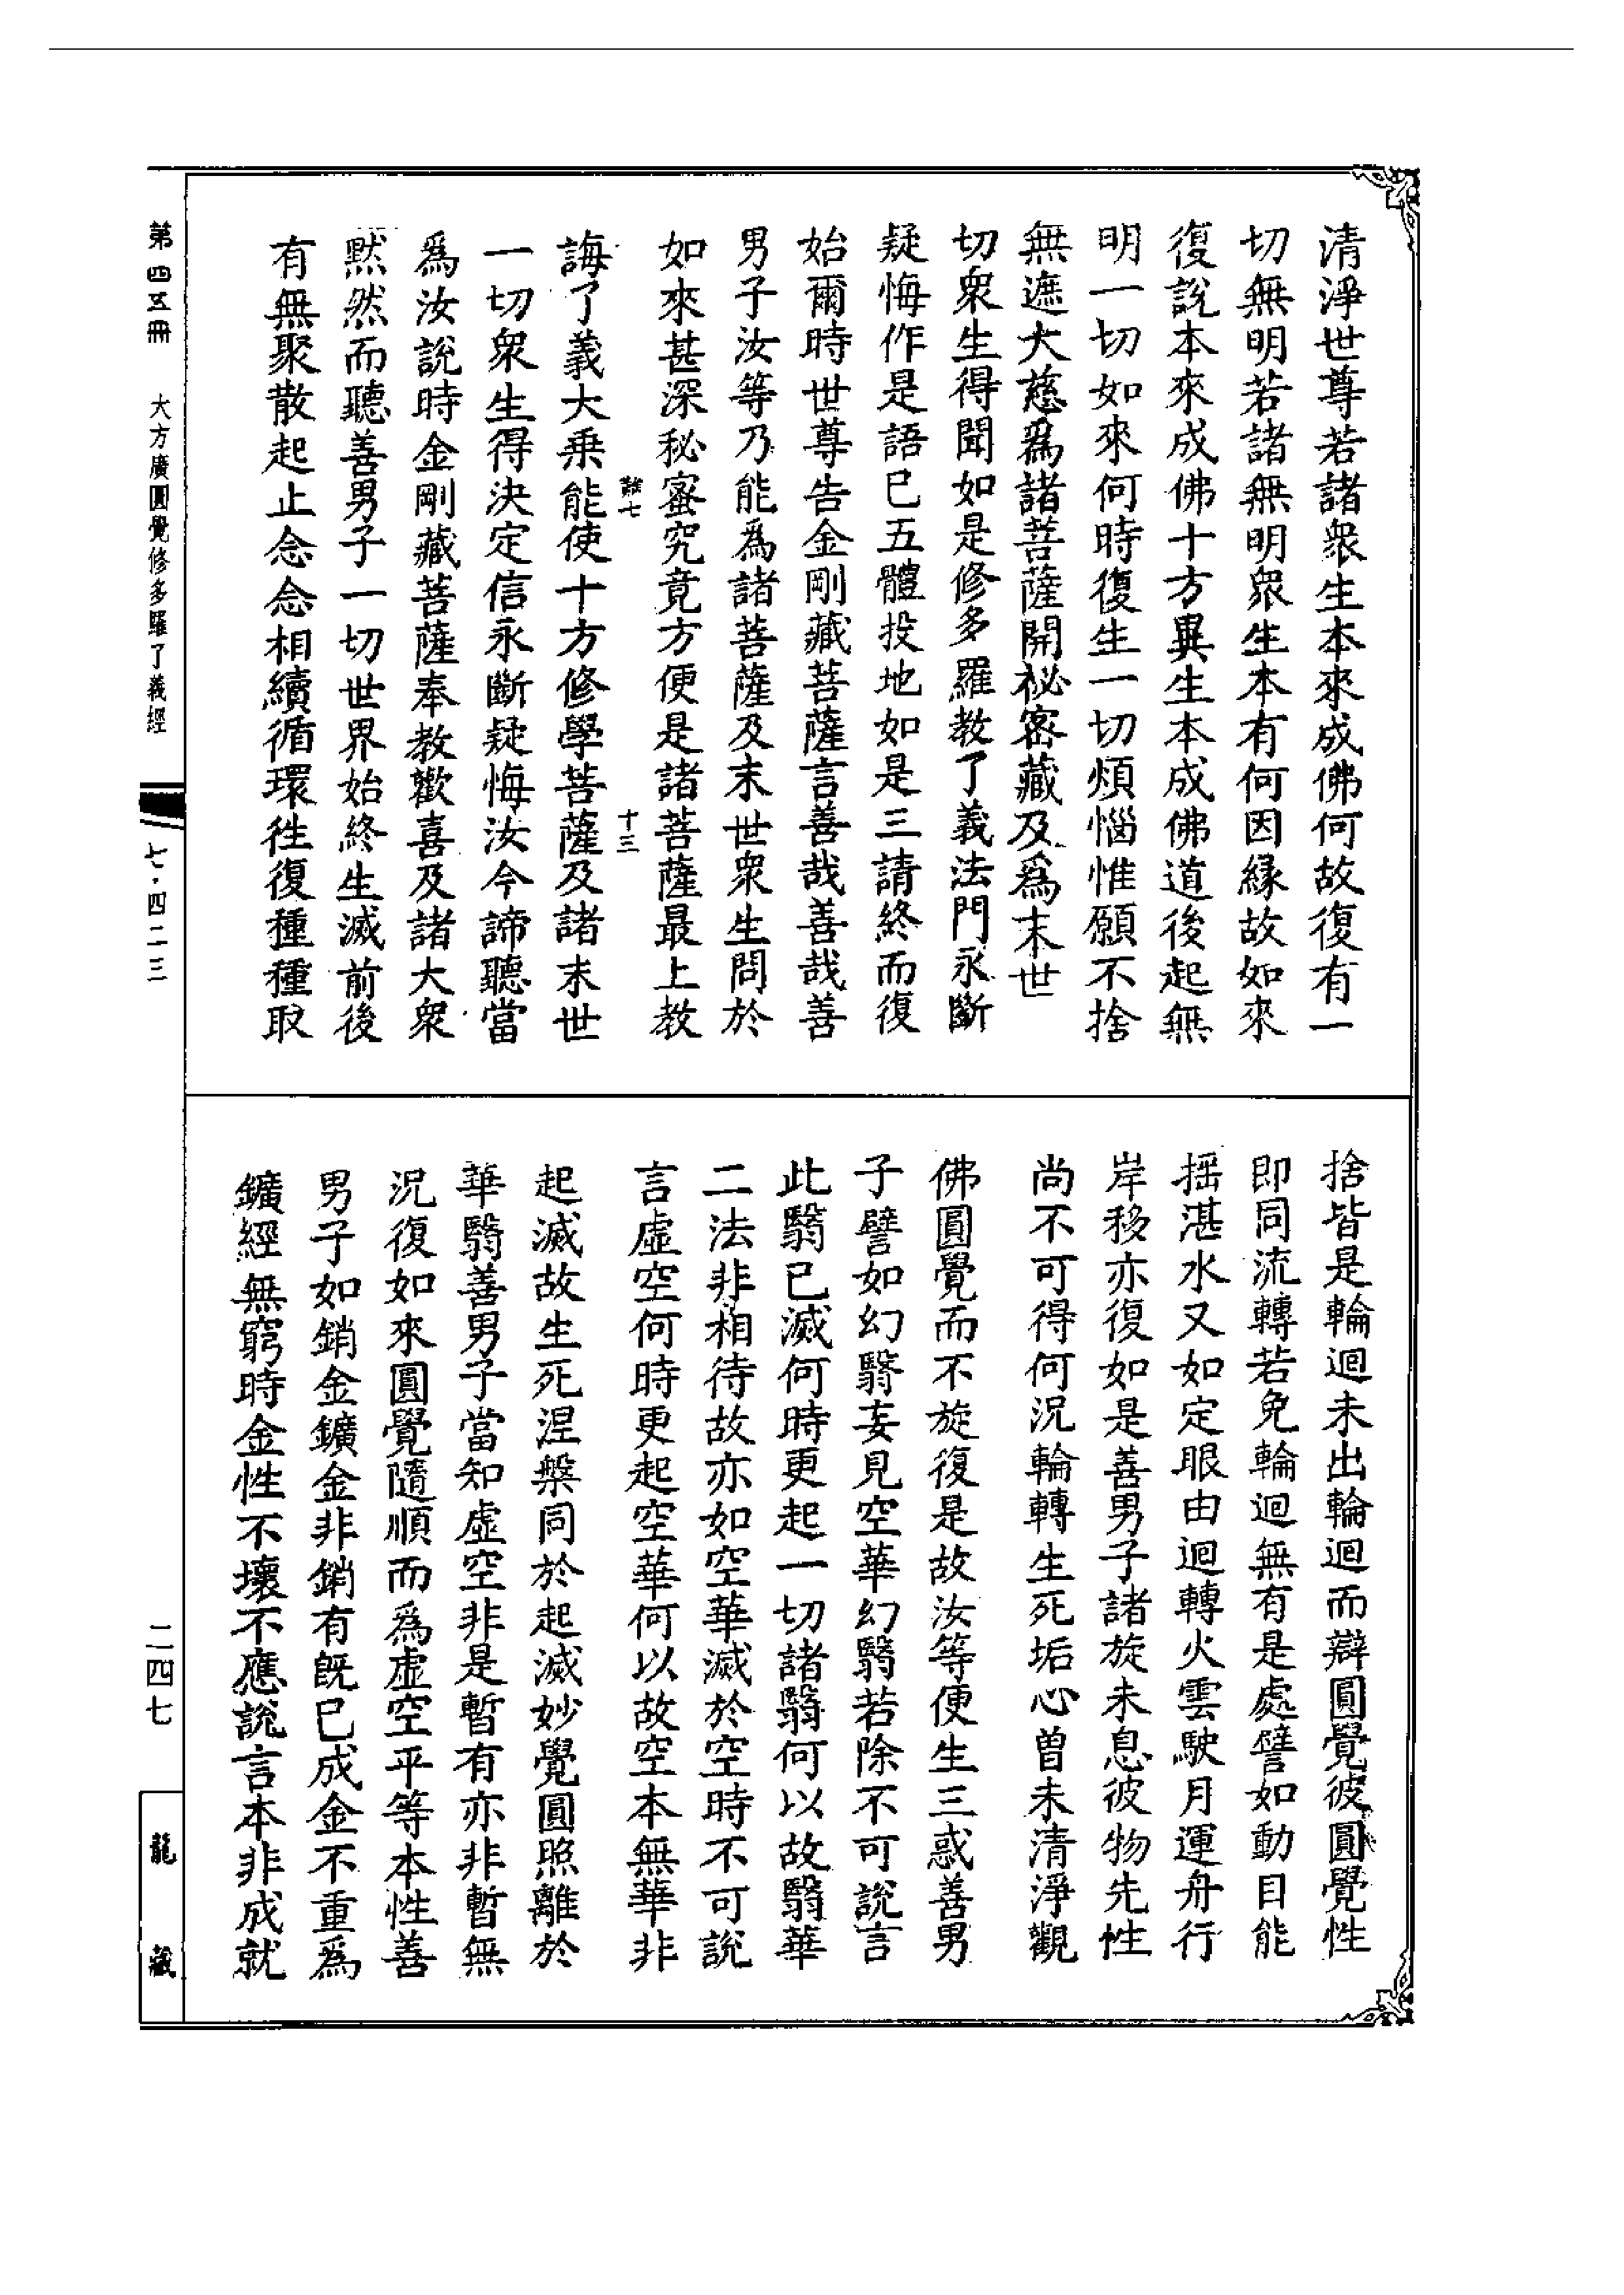 清淨世尊若諸衆生本來成佛何故復有一
切無明若諸無明衆生本有何因緣故如來
復說本來成佛十方異生本成佛道後起無
明一切如來何時復生一切煩惱惟願不捨
無遮大慈爲諸菩薩開祕密藏及爲末世
切衆生得聞如是修多羅教了義法門永斷
疑悔作是語已五體投地如是三請終而復
始爾時世尊告金剛藏菩薩言善哉善哉善
男子汝等乃能爲諸菩薩及末世衆生問於
如來甚深秘密究竟方便是諸菩薩最上教
十三
誨了義大乘能使十方修學菩薩及諸末世
一切衆生得決定信永斷疑悔汝今諦聽當
爲汝說時金剛藏菩薩奉教歡喜及諸大衆
默然而聽善男子一切世界始終生滅前後
有無聚散起止念念相續循環往復種種取
捨皆是輪迴未出輪迴而辯圓覺彼圓覺性
即同流轉若免輪迴無有是處譬如動目能
搖湛水又如定眼由迴轉火雲駛月運舟行
岸移亦復如是善男子諸旋未息彼物先性
尚不可得何況輪轉生死垢心曾未清淨觀
佛圓覺而不旋復是故汝等便生三惑善男
子譬如幻翳妄見空華幻翳若除不可說言
此翳已滅何時更起一切諸翳何以故翳華
二法非相待故亦如空華滅於空時不可說
言虛空何時更起空華何以故空本無華非
起滅故生死涅槃同於起滅妙覺圓照離於
華翳善男子當知虛空非是暫有亦非暫無
況復如來圓覺隨順而爲虛空平等本性善
男子如銷金鑛金非銷有旣已成金不重爲
鑛經無窮時金性不壞不應說言本非成就
第四五冊 大方廣圓覺修多羅了義經
七·四二三
二四七
龍藏